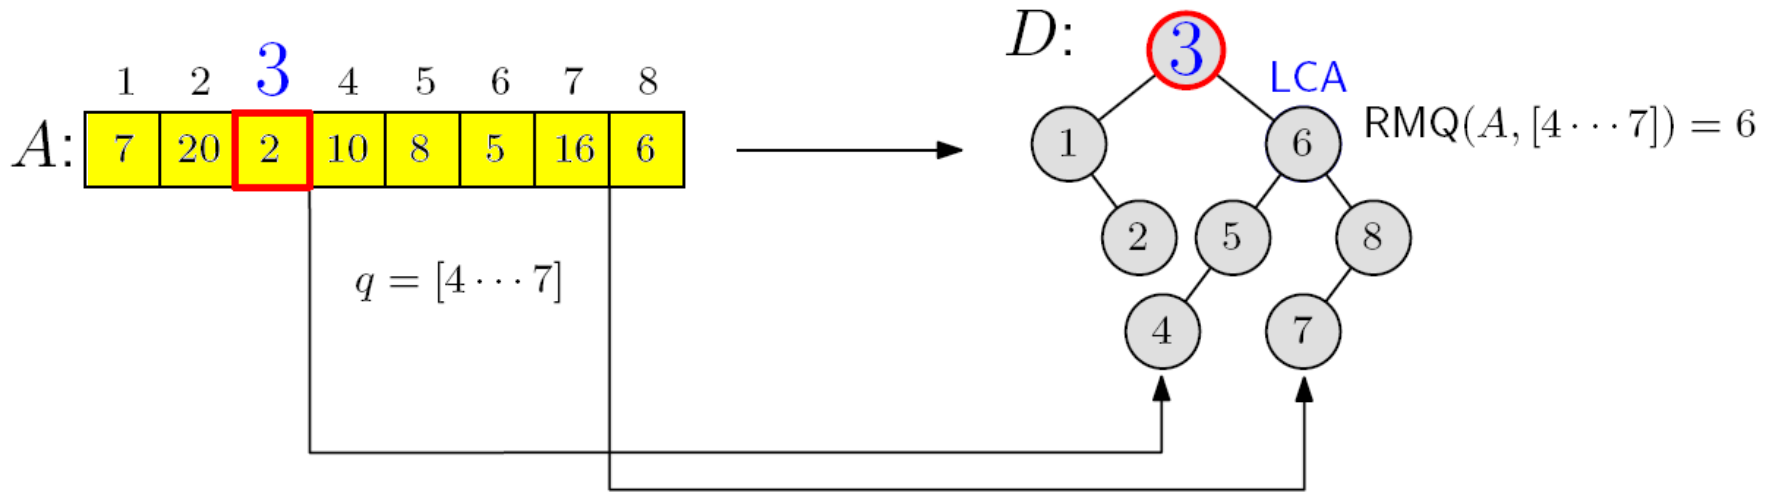 1 2 3 4 5 6 7 8
A: 7 20 2 10 8 5 16 6
q = [4 ⋯ 7]
D:
3
LCA
1 6 RMQ(A, [4 ⋯ 7]) = 6
2 5 8
4 7